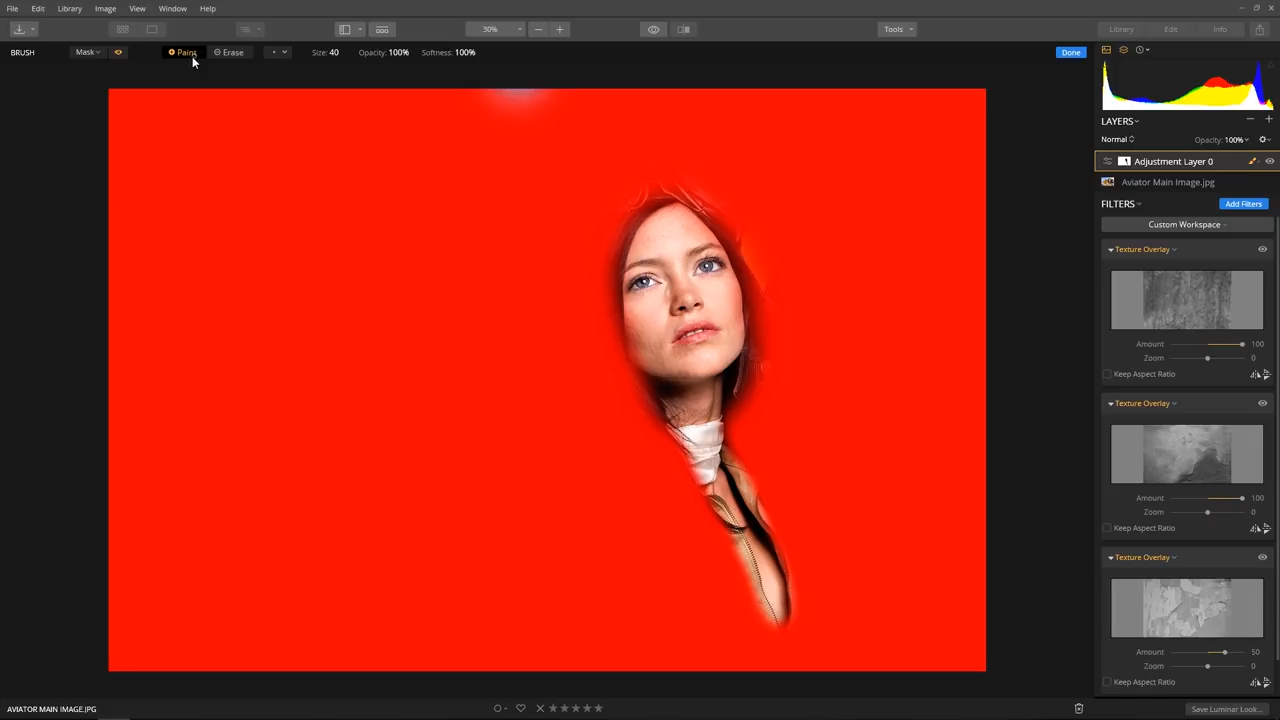 File Edit Library Image View Window Help
30% Tools Library Edit Info
BRUSH Mask Paint Erase Size: 40 Opacity: 100% Softness: 100% Done
LAYERS
Normal Opacity: 100%
Adjustment Layer 0
Aviator Main Image.jpg
FILTERS Add Filters
Custom Workspace
Texture Overlay
Amount 100
Zoom 0
Keep Aspect Ratio
Texture Overlay
Amount 100
Zoom 0
Keep Aspect Ratio
Texture Overlay
Amount 50
Zoom 0
Keep Aspect Ratio
AVIATOR MAIN IMAGE.JPG Save Luminar Look...